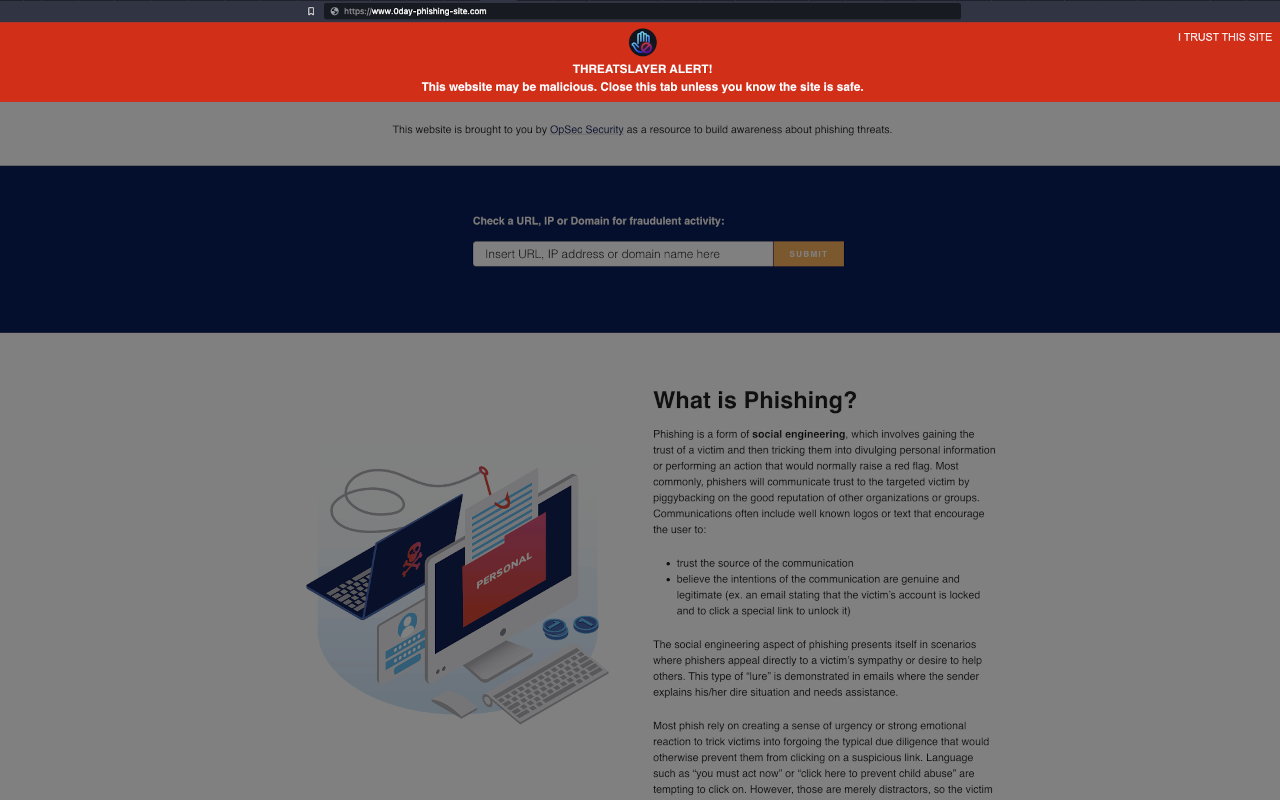 https://www.0day-phishing-site.com
I TRUST THIS SITE
THREATSLAYER ALERT!
This website may be malicious. Close this tab unless you know the site is safe.
This website is brought to you by OpSec Security as a resource to build awareness about phishing threats.
Check a URL, IP or Domain for fraudulent activity:
Insert URL, IP address or domain name here
SUBMIT
What is Phishing?
Phishing is a form of social engineering, which involves gaining the
trust of a victim and then tricking them into divulging personal information
or performing an action that would normally raise a red flag. Most
commonly, phishers will communicate trust to the targeted victim by
piggybacking on the good reputation of other organizations or groups.
Communications often include well known logos or text that encourage
the user to:
• trust the source of the communication
• believe the intentions of the communication are genuine and
legitimate (ex. an email stating that the victim's account is locked
and to click a special link to unlock it)
The social engineering aspect of phishing presents itself in scenarios
where phishers appeal directly to a victim's sympathy or desire to help
others. This type of “lure” is demonstrated in emails where the sender
explains his/her dire situation and needs assistance.
Most phish rely on creating a sense of urgency or strong emotional
reaction to trick victims into forgoing the typical due diligence that would
otherwise prevent them from clicking on a suspicious link. Language
such as “you must act now” or “click here to prevent child abuse” are
tempting to click on. However, those are merely distractors, so the victim
PERSONAL